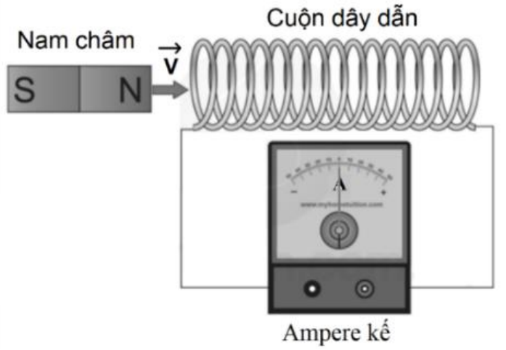 Cuộn dây dẫn
Nam châm
v
S N
A
− +
Ampere kế